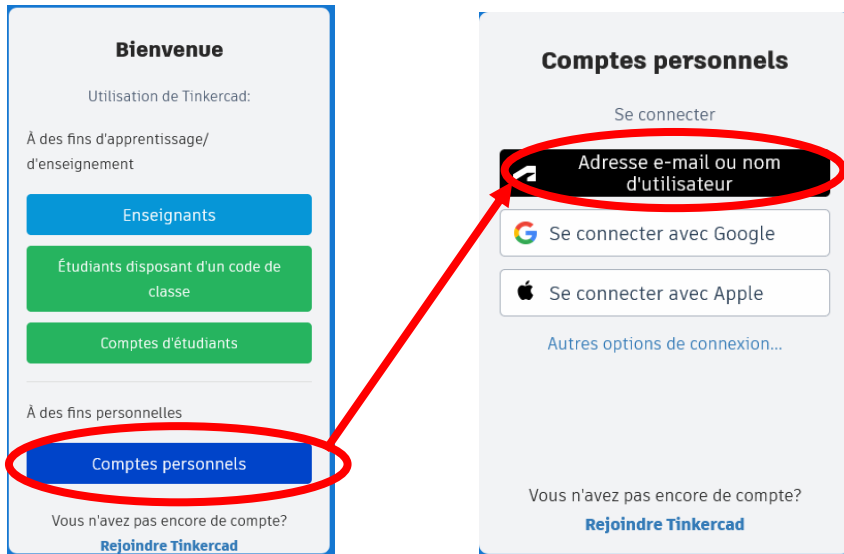 Bienvenue
Utilisation de Tinkercad:
À des fins d'apprentissage/
d'enseignement
Enseignants
Étudiants disposant d'un code de
classe
Comptes d'étudiants
À des fins personnelles
Comptes personnels
Vous n'avez pas encore de compte?
Rejoindre Tinkercad
Comptes personnels
Se connecter
Adresse e-mail ou nom
d'utilisateur
Se connecter avec Google
Se connecter avec Apple
Autres options de connexion...
Vous n'avez pas encore de compte?
Rejoindre Tinkercad